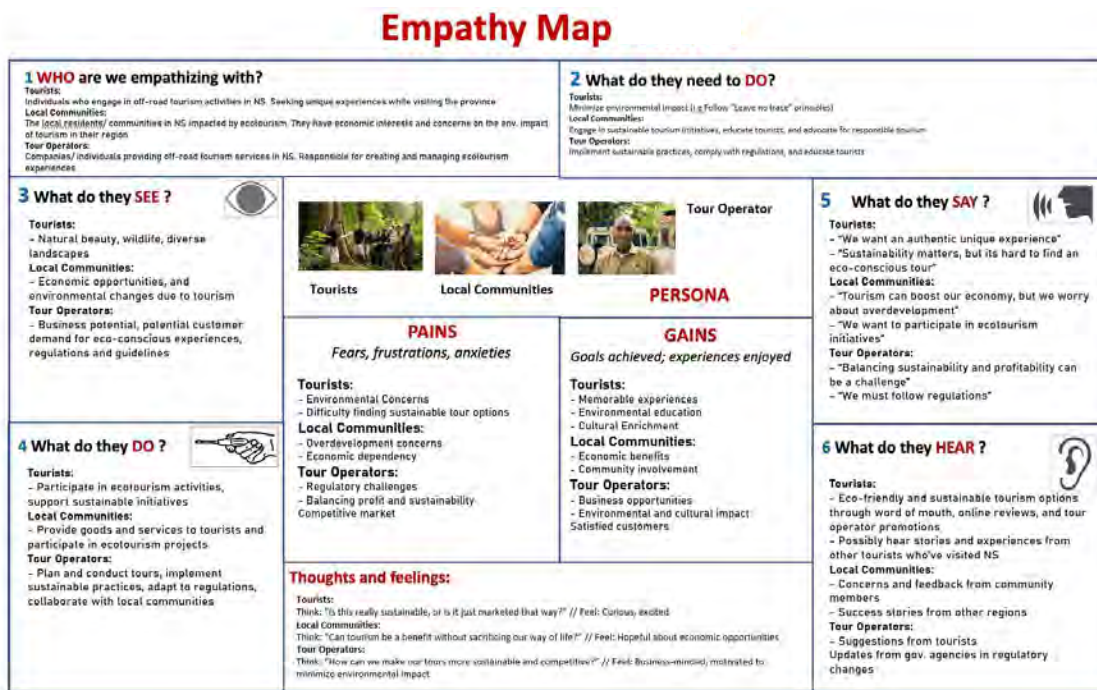 Empathy Map
1 WHO are we empathizing with?
Tourists:
Individuals who engage in off-road tourism activities in NS. Seeking unique experiences while visiting the province
Local Communities:
The local residents/ communities in NS impacted by ecotourism. They have economic interests and concern on the env. impact
of tourism in their region
Tour Operators:
Companies/ individuals providing off-road tourism services in NS. Responsible for creating and managing ecotourism
experiences
2 What do they need to DO?
Tourists:
Minimize environmental impact (i.g Follow "Leave no trace" principles)
Local Communities:
Engage in sustainable tourism initiatives, educate tourists, and advocate for responsible tourism
Tour Operators:
Implement sustainable practices, comply with regulations, and educate tourists
3 What do they SEE ?
Tourists:
- Natural beauty, wildlife, diverse
landscapes
Local Communities:
- Economic opportunities, and
environmental changes due to tourism
Tour Operators:
- Business potential, potential customer
demand for eco-conscious experiences,
regulations and guidelines
4 What do they DO ?
Tourists:
- Participate in ecotourism activities,
support sustainable initiatives
Local Communities:
- Provide goods and services to tourists and
participate in ecotourism projects
Tour Operators:
- Plan and conduct tours, implement
sustainable practices, adapt to regulations,
collaborate with local communities
Tour Operator
Tourists
Local Communities
PERSONA
PAINS
Fears, frustrations, anxieties
Tourists:
- Environmental Concerns
- Difficulty finding sustainable tour options
Local Communities:
- Overdevelopment concerns
- Economic dependency
Tour Operators:
- Regulatory challenges
- Balancing profit and sustainability
Competitive market
GAINS
Goals achieved; experiences enjoyed
Tourists:
- Memorable experiences
- Environmental education
- Cultural Enrichment
Local Communities:
- Economic benefits
- Community involvement
Tour Operators:
- Business opportunities
- Environmental and cultural impact
Satisfied customers
Thoughts and feelings:
Tourists:
Think: "Is this really sustainable, or is it just marketed that way?" // Feel: Curious, excited
Local Communities:
Think: "Can tourism be a benefit without sacrificing our way of life?" // Feel: Hopeful about economic opportunities
Tour Operators:
Think: "How can we make our tours more sustainable and competitive?" // Feel: Business-minded, motivated to
minimize environmental impact
5 What do they SAY ?
Tourists:
- "We want an authentic unique experience"
- "Sustainability matters, but its hard to find an
eco-conscious tour"
Local Communities:
- "Tourism can boost our economy, but we worry
about overdevelopment"
- "We want to participate in ecotourism
initiatives"
Tour Operators:
- "Balancing sustainability and profitability can
be a challenge"
- "We must follow regulations"
6 What do they HEAR ?
Tourists:
- Eco-friendly and sustainable tourism options
through word of mouth, online reviews, and tour
operator promotions
- Possibly hear stories and experiences from
other tourists who've visited NS
Local Communities:
- Concerns and feedback from community
members
- Success stories from other regions
Tour Operators:
- Suggestions from tourists
Updates from gov. agencies in regulatory
changes